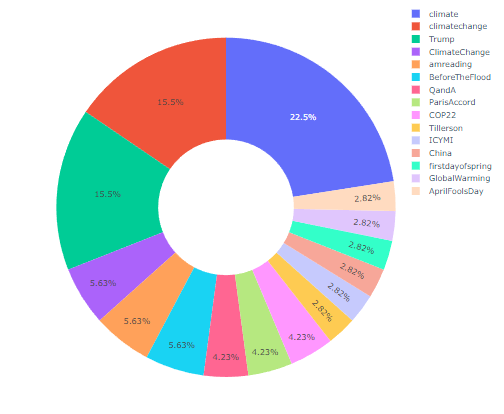 climate
climatechange
Trump
ClimateChange
amreading
BeforeTheFlood
QandA
ParisAccord
COP22
Tillerson
ICYMI
China
firstdayofspring
GlobalWarming
AprilFoolsDay
22.5%
15.5%
15.5%
5.63%
5.63%
5.63%
4.23%
4.23%
4.23%
2.82%
2.82%
2.82%
2.82%
2.82%
2.82%